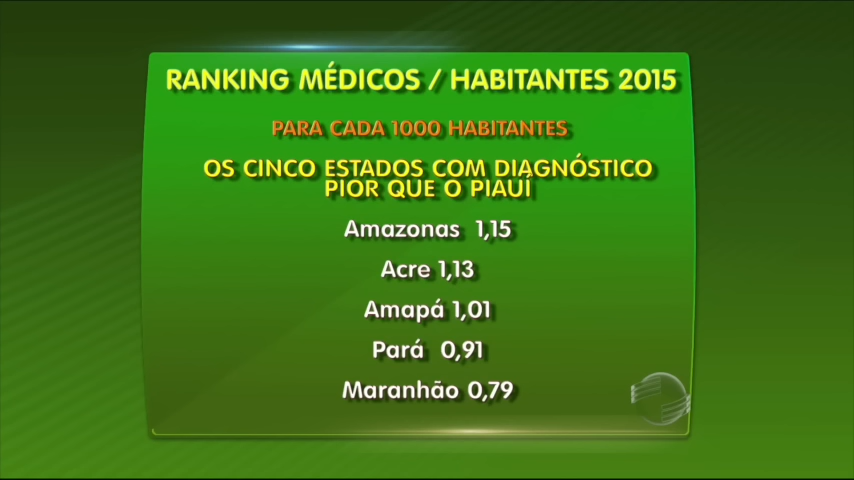 RANKING MÉDICOS / HABITANTES 2015
PARA CADA 1000 HABITANTES
OS CINCO ESTADOS COM DIAGNÓSTICO
PIOR QUE O PIAUÍ
Amazonas 1,15
Acre 1,13
Amapá 1,01
Pará 0,91
Maranhão 0,79